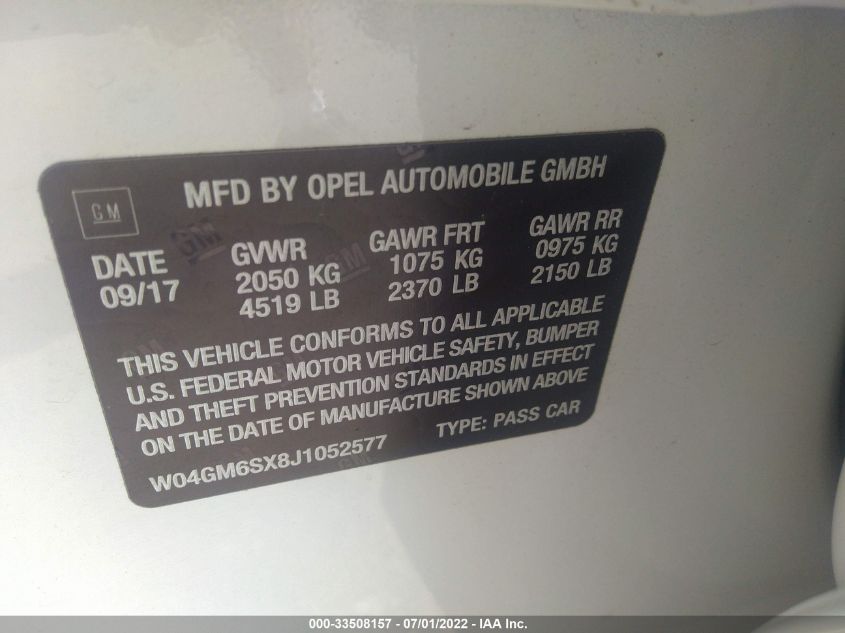 MFD BY OPEL AUTOMOBILE GMBH
GM
DATE GVWR GAWR FRT GAWR RR
09/17 2050 KG 1075 KG 0975 KG
4519 LB 2370 LB 2150 LB
THIS VEHICLE CONFORMS TO ALL APPLICABLE
U.S. FEDERAL MOTOR VEHICLE SAFETY, BUMPER
AND THEFT PREVENTION STANDARDS IN EFFECT
ON THE DATE OF MANUFACTURE SHOWN ABOVE
W04GM6SX8J1052577 TYPE: PASS CAR
000-33508157 - 07/01/2022 - IAA Inc.